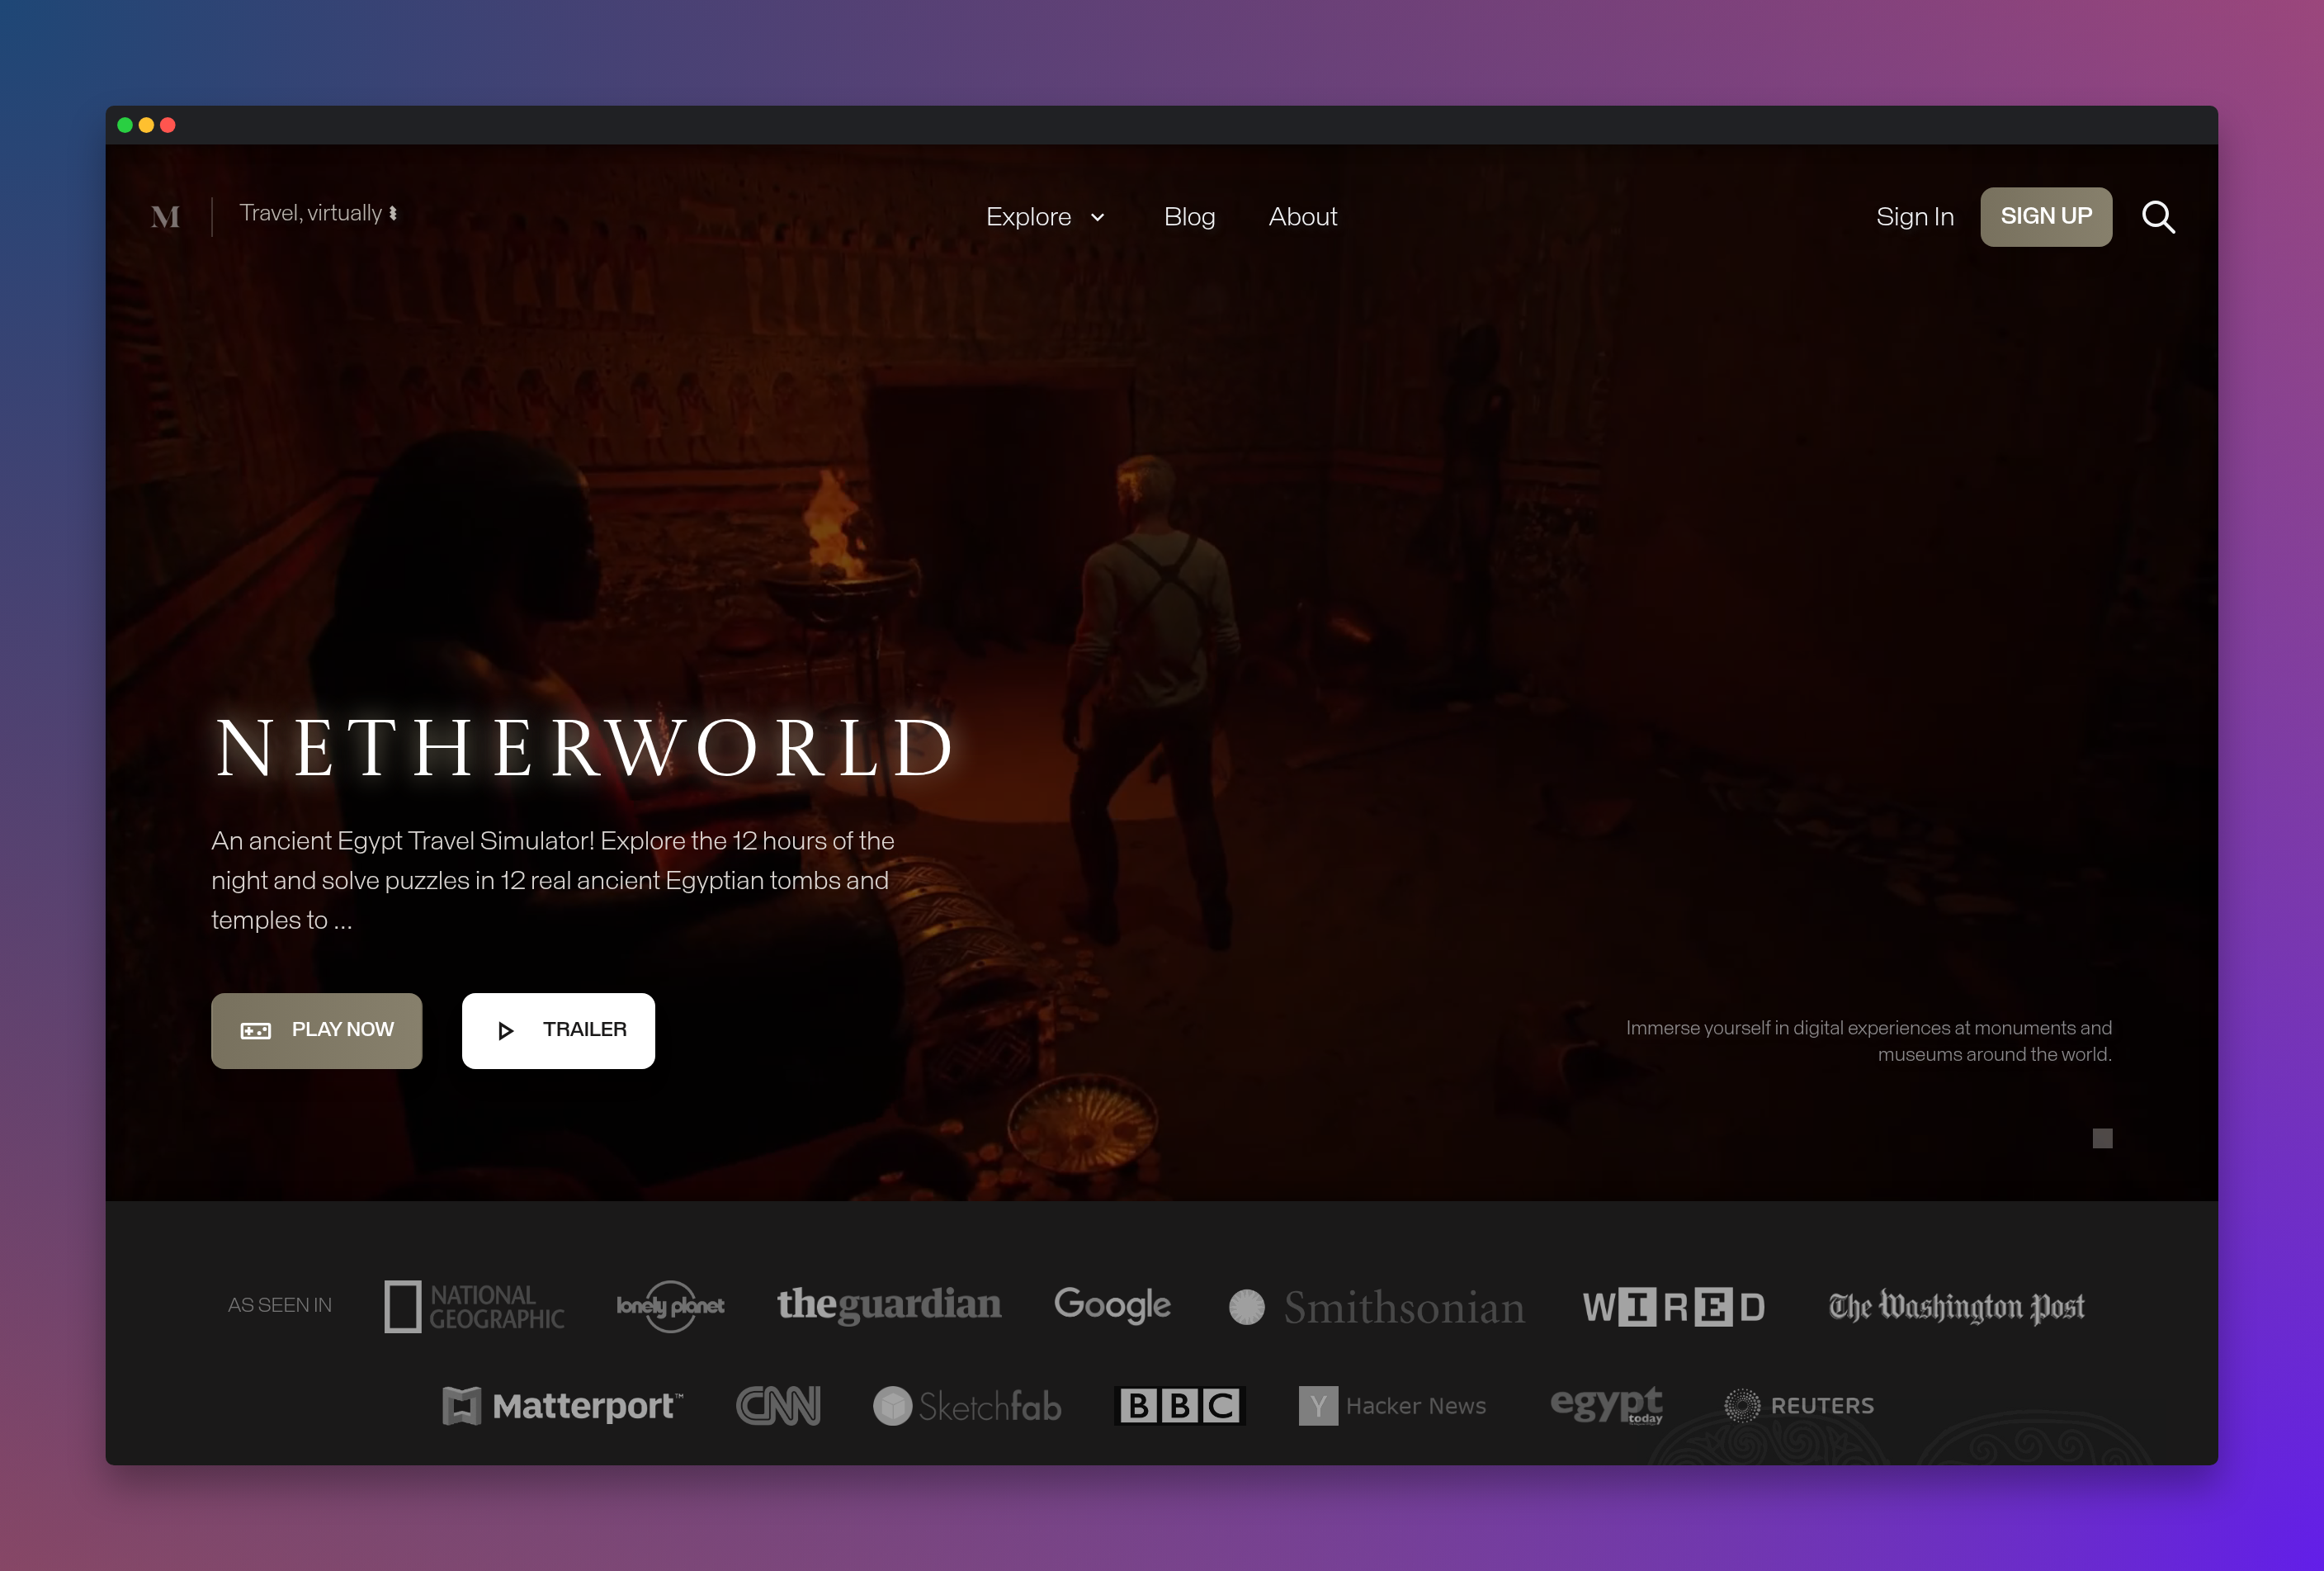 M
Travel, virtually
Explore
Blog
About
Sign In
SIGN UP
NETHERWORLD
An ancient Egypt Travel Simulator! Explore the 12 hours of the
night and solve puzzles in 12 real ancient Egyptian tombs and
temples to ...
PLAY NOW
TRAILER
Immerse yourself in digital experiences at monuments and
museums around the world.
AS SEEN IN
NATIONAL
GEOGRAPHIC
lonely planet
theguardian
Google
Smithsonian
WIRED
The Washington Post
Matterport™
CNN
Sketchfab
BBC
Y
Hacker News
egypt
today
REUTERS